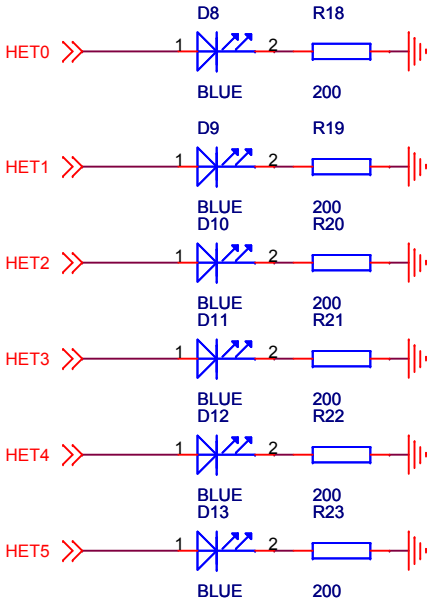 D8 R18
HET0 1 2
BLUE 200
D9 R19
HET1 1 2
BLUE 200
D10 R20
HET2 1 2
BLUE 200
D11 R21
HET3 1 2
BLUE 200
D12 R22
HET4 1 2
BLUE 200
D13 R23
HET5 1 2
BLUE 200